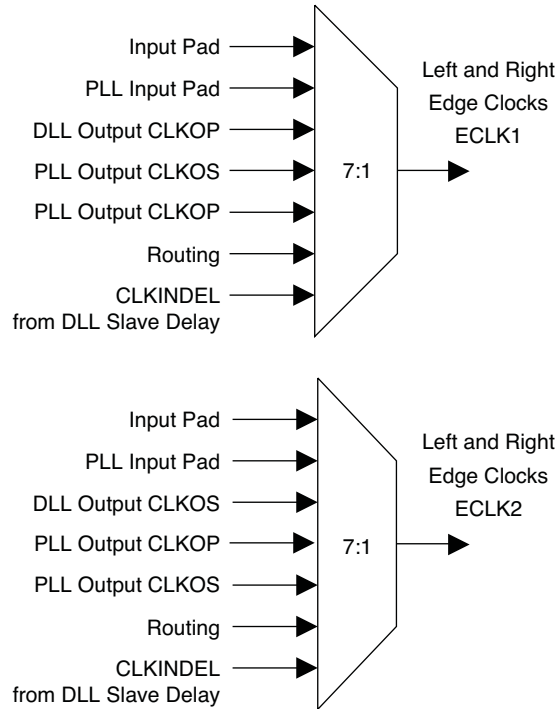 Input Pad
PLL Input Pad
DLL Output CLKOP
PLL Output CLKOS
PLL Output CLKOP
Routing
CLKINDEL
from DLL Slave Delay
7:1
Left and Right
Edge Clocks
ECLK1
Input Pad
PLL Input Pad
DLL Output CLKOS
PLL Output CLKOP
PLL Output CLKOS
Routing
CLKINDEL
from DLL Slave Delay
7:1
Left and Right
Edge Clocks
ECLK2